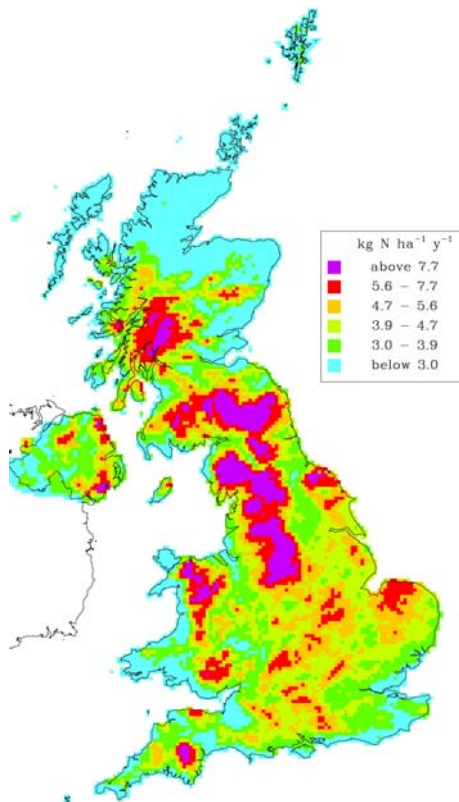 kg N ha⁻¹ y⁻¹
above 7.7
5.6 – 7.7
4.7 – 5.6
3.9 – 4.7
3.0 – 3.9
below 3.0